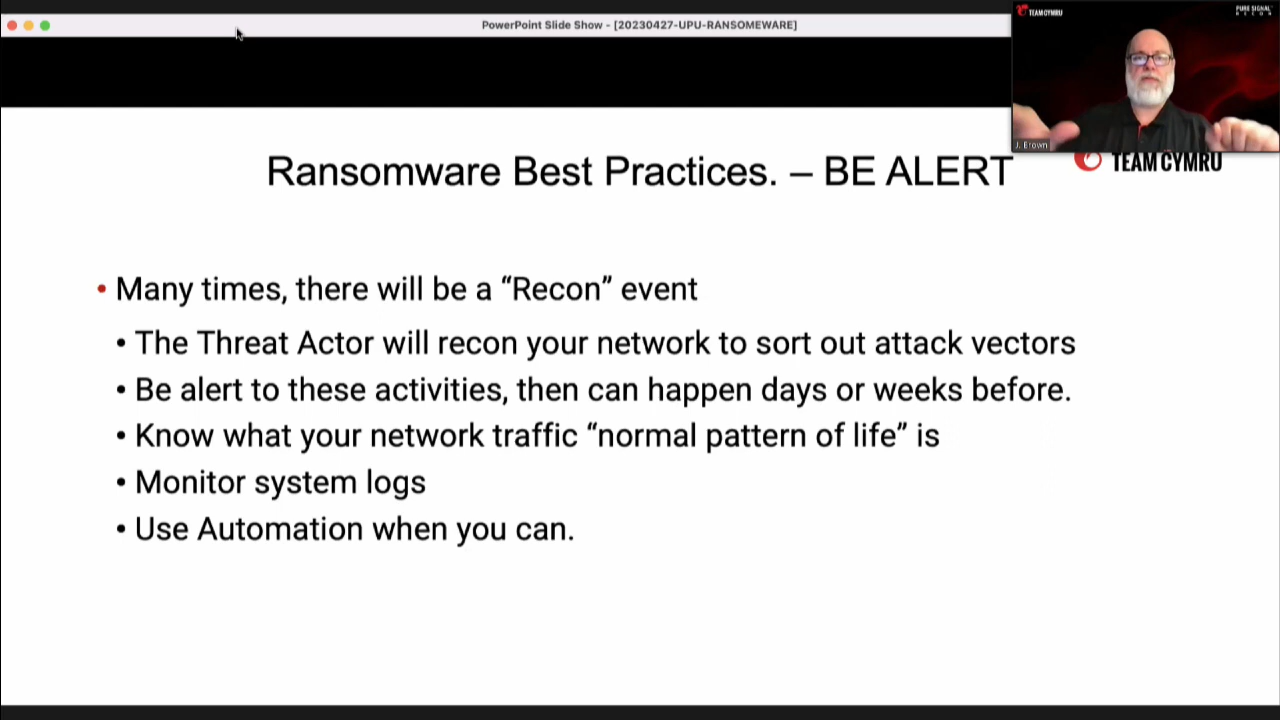 PowerPoint Slide Show - [20230427-UPU-RANSOMEWARE]
TEAM CYMRU
PURE SIGNAL
RECON
J. Brown
Ransomware Best Practices. – BE ALERT
TEAM CYMRU
• Many times, there will be a “Recon” event
• The Threat Actor will recon your network to sort out attack vectors
• Be alert to these activities, then can happen days or weeks before.
• Know what your network traffic “normal pattern of life” is
• Monitor system logs
• Use Automation when you can.